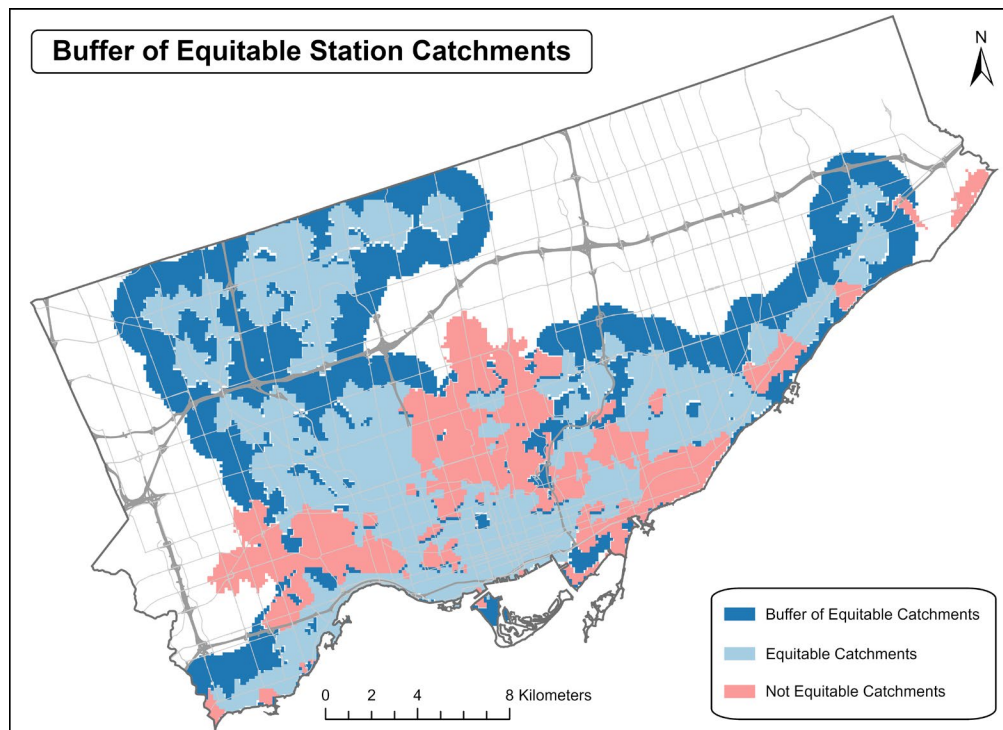 Buffer of Equitable Station Catchments
N
Buffer of Equitable Catchments
Equitable Catchments
Not Equitable Catchments
0 2 4 8 Kilometers